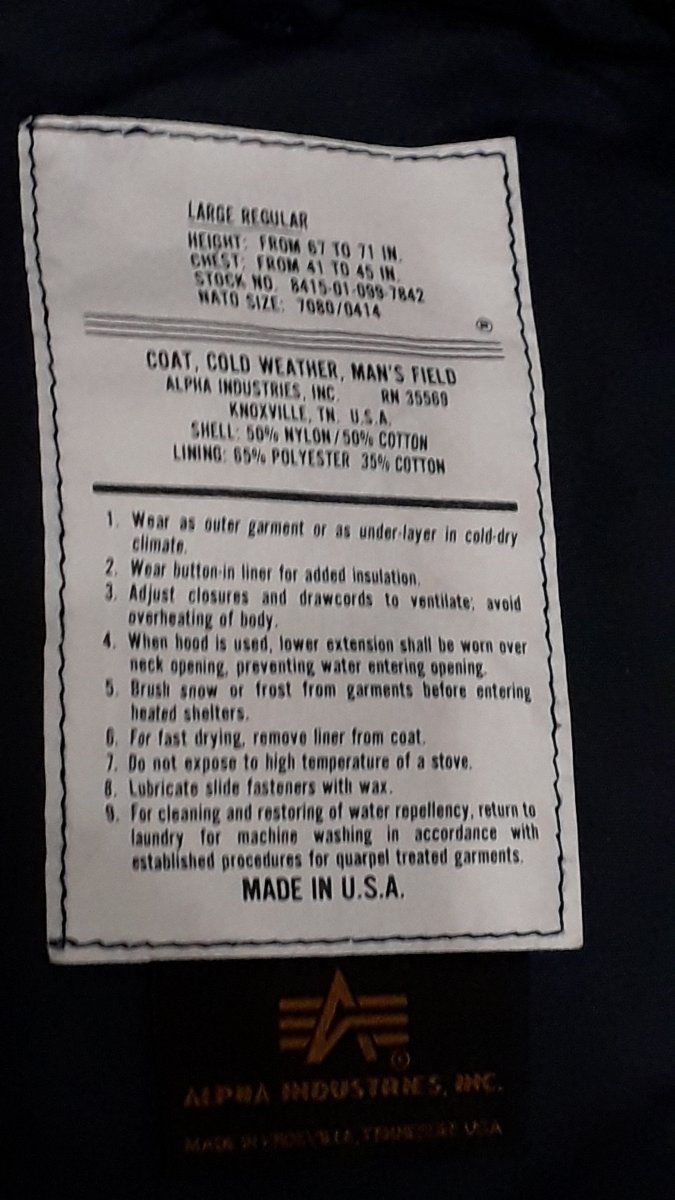 LARGE REGULAR
HEIGHT: FROM 67 TO 71 IN.
CHEST: FROM 41 TO 45 IN.
STOCK NO. 8415-01-099-7842
NATO SIZE: 7080/0414
®
COAT, COLD WEATHER, MAN'S FIELD
ALPHA INDUSTRIES, INC. RN 35569
KNOXVILLE, TN. U.S.A.
SHELL: 50% NYLON/50% COTTON
LINING: 65% POLYESTER 35% COTTON
1. Wear as outer garment or as under-layer in cold-dry
climate.
2. Wear button-in liner for added insulation.
3. Adjust closures and drawcords to ventilate; avoid
overheating of body.
4. When hood is used, lower extension shall be worn over
neck opening, preventing water entering opening.
5. Brush snow or frost from garments before entering
heated shelters.
6. For fast drying, remove liner from coat.
7. Do not expose to high temperature of a stove.
8. Lubricate slide fasteners with wax.
9. For cleaning and restoring of water repellency, return to
laundry for machine washing in accordance with
established procedures for quarpel treated garments.
MADE IN U.S.A.
®
ALPHA INDUSTRIES, INC.
MADE IN KNOXVILLE, TENNESSEE USA